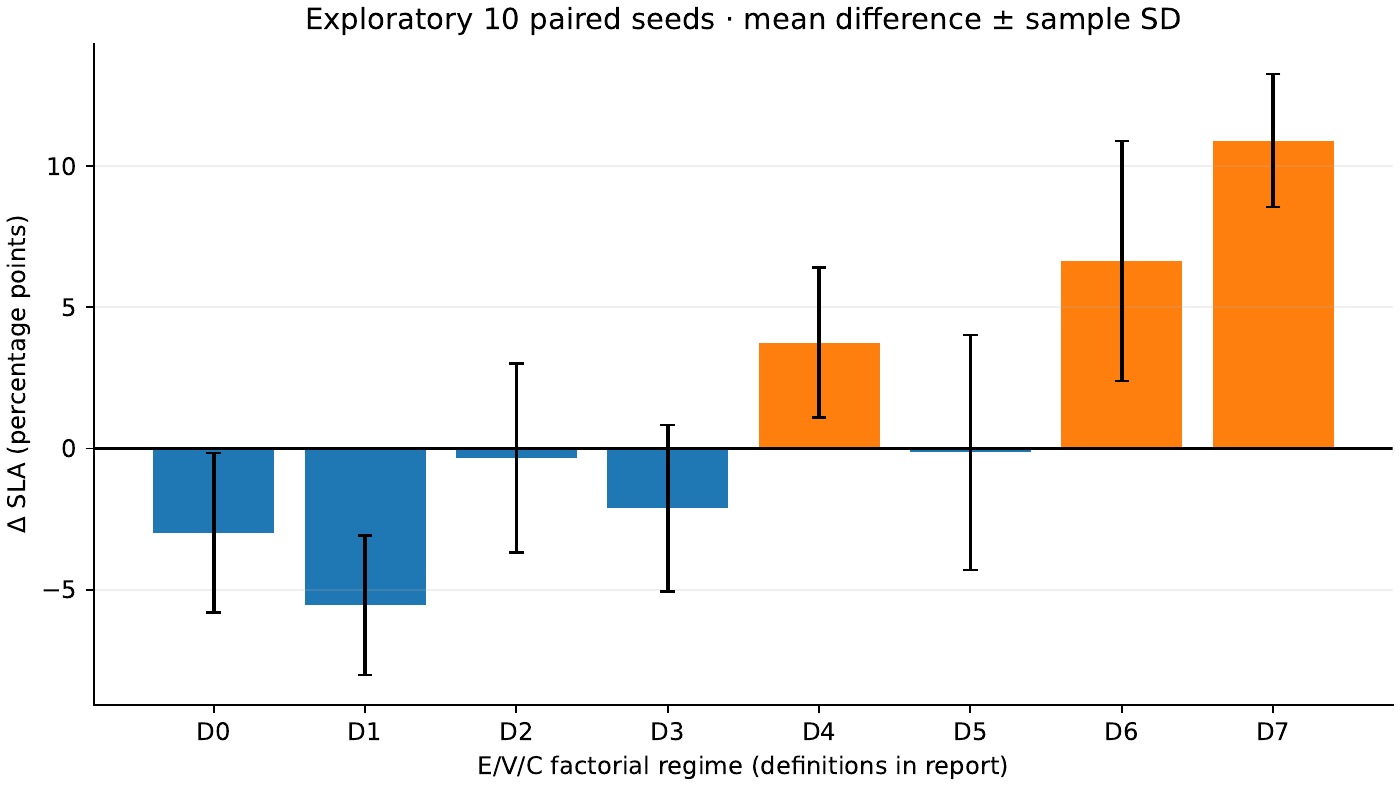 Exploratory 10 paired seeds · mean difference ± sample SD
Δ SLA (percentage points)
10
5
0
−5
D0 D1 D2 D3 D4 D5 D6 D7
E/V/C factorial regime (definitions in report)